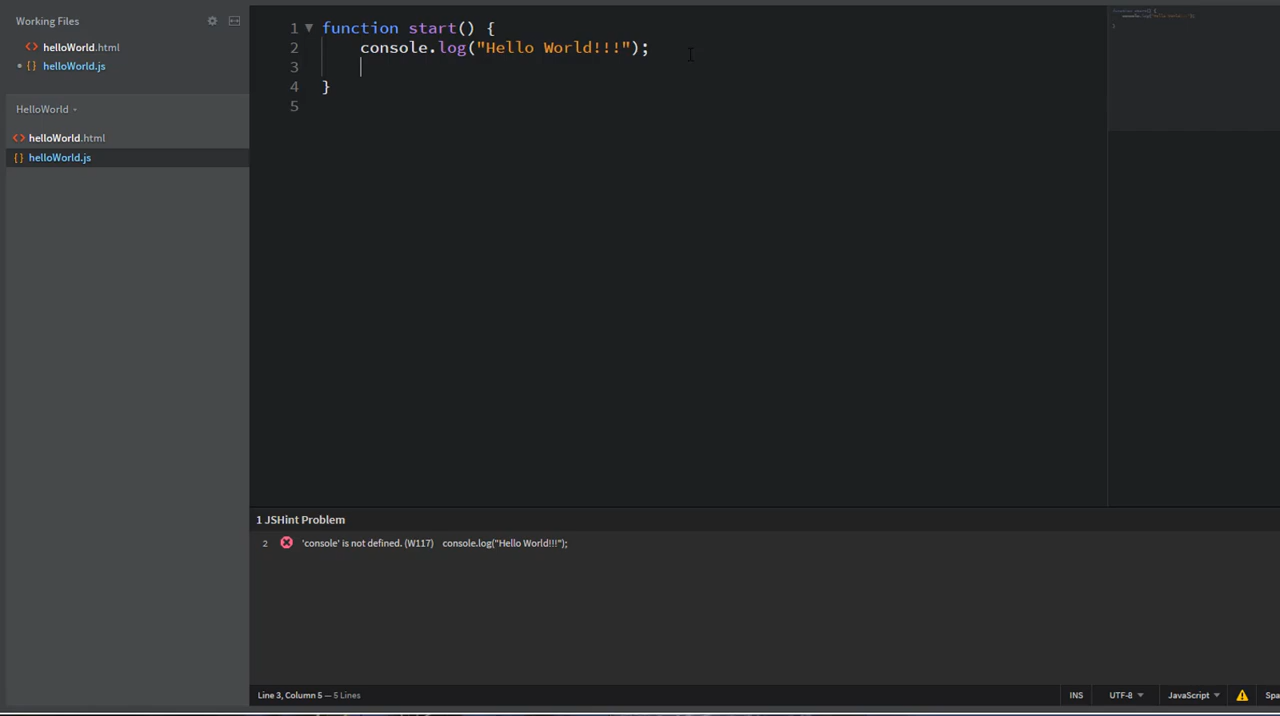 Working Files
helloWorld.html
helloWorld.js
HelloWorld
helloWorld.html
helloWorld.js
1 function start() {
2 console.log("Hello World!!!");
3
4 }
5
1 JSHint Problem
2 'console' is not defined. (W117) console.log("Hello World!!!");
Line 3, Column 5 — 5 Lines
INS UTF-8 JavaScript Spa